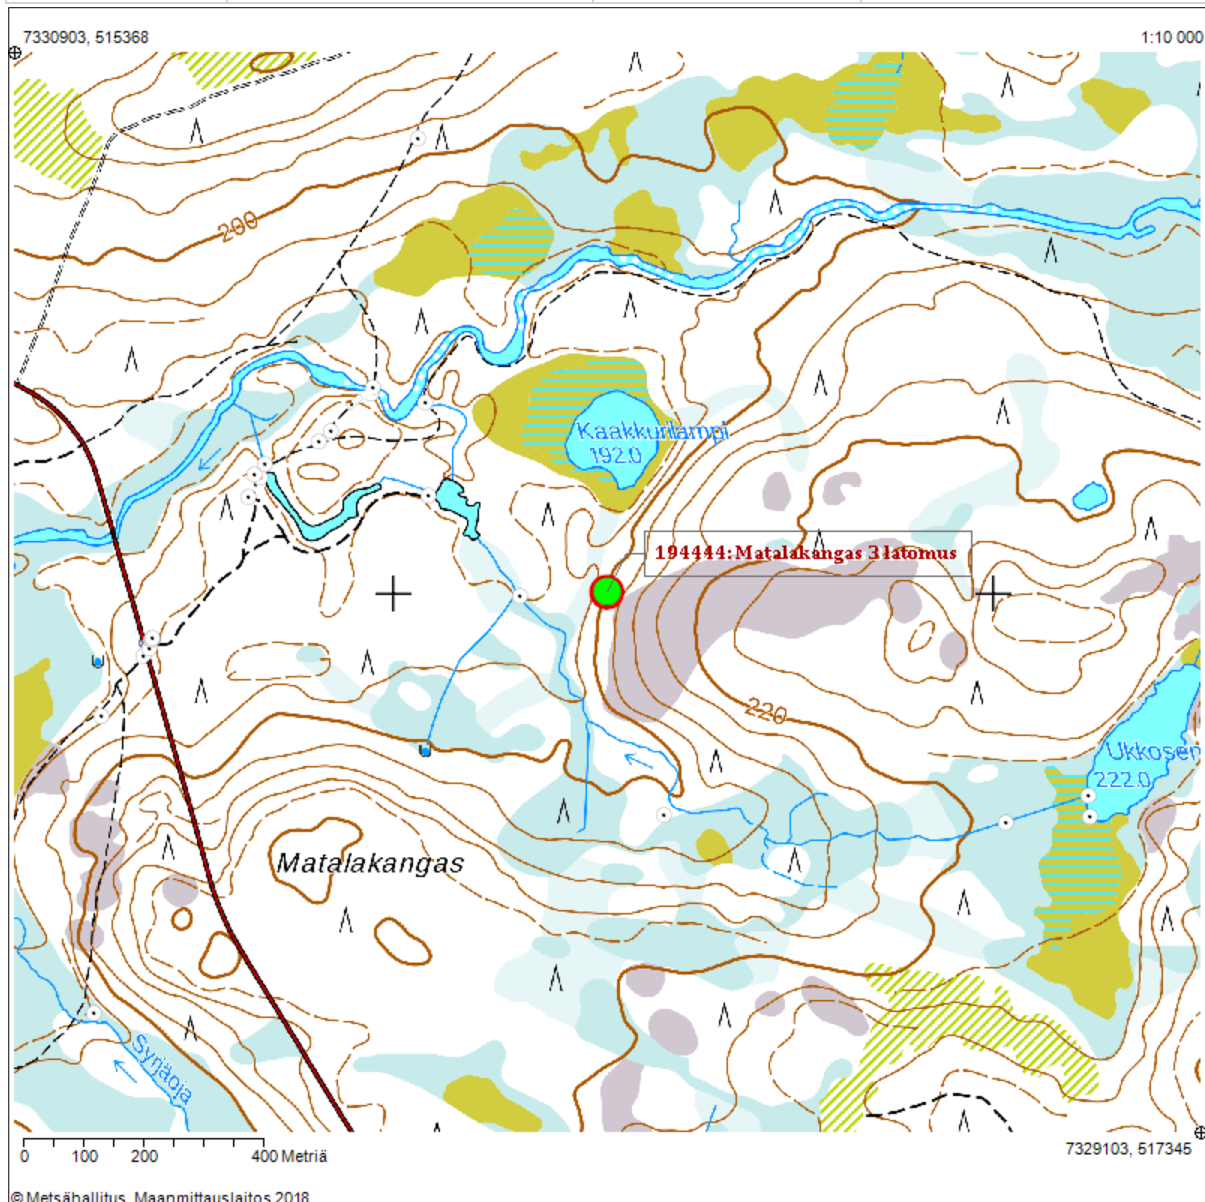 7330903, 515368
1:10 000
200
Kaakkurilampi
192.0
194444: Matalakangas 3 latomus
220
Ukkosen
222.0
Matalakangas
Syrjäoja
0 100 200 400 Metriä
7329103, 517345
© Metsähallitus, Maanmittauslaitos 2018